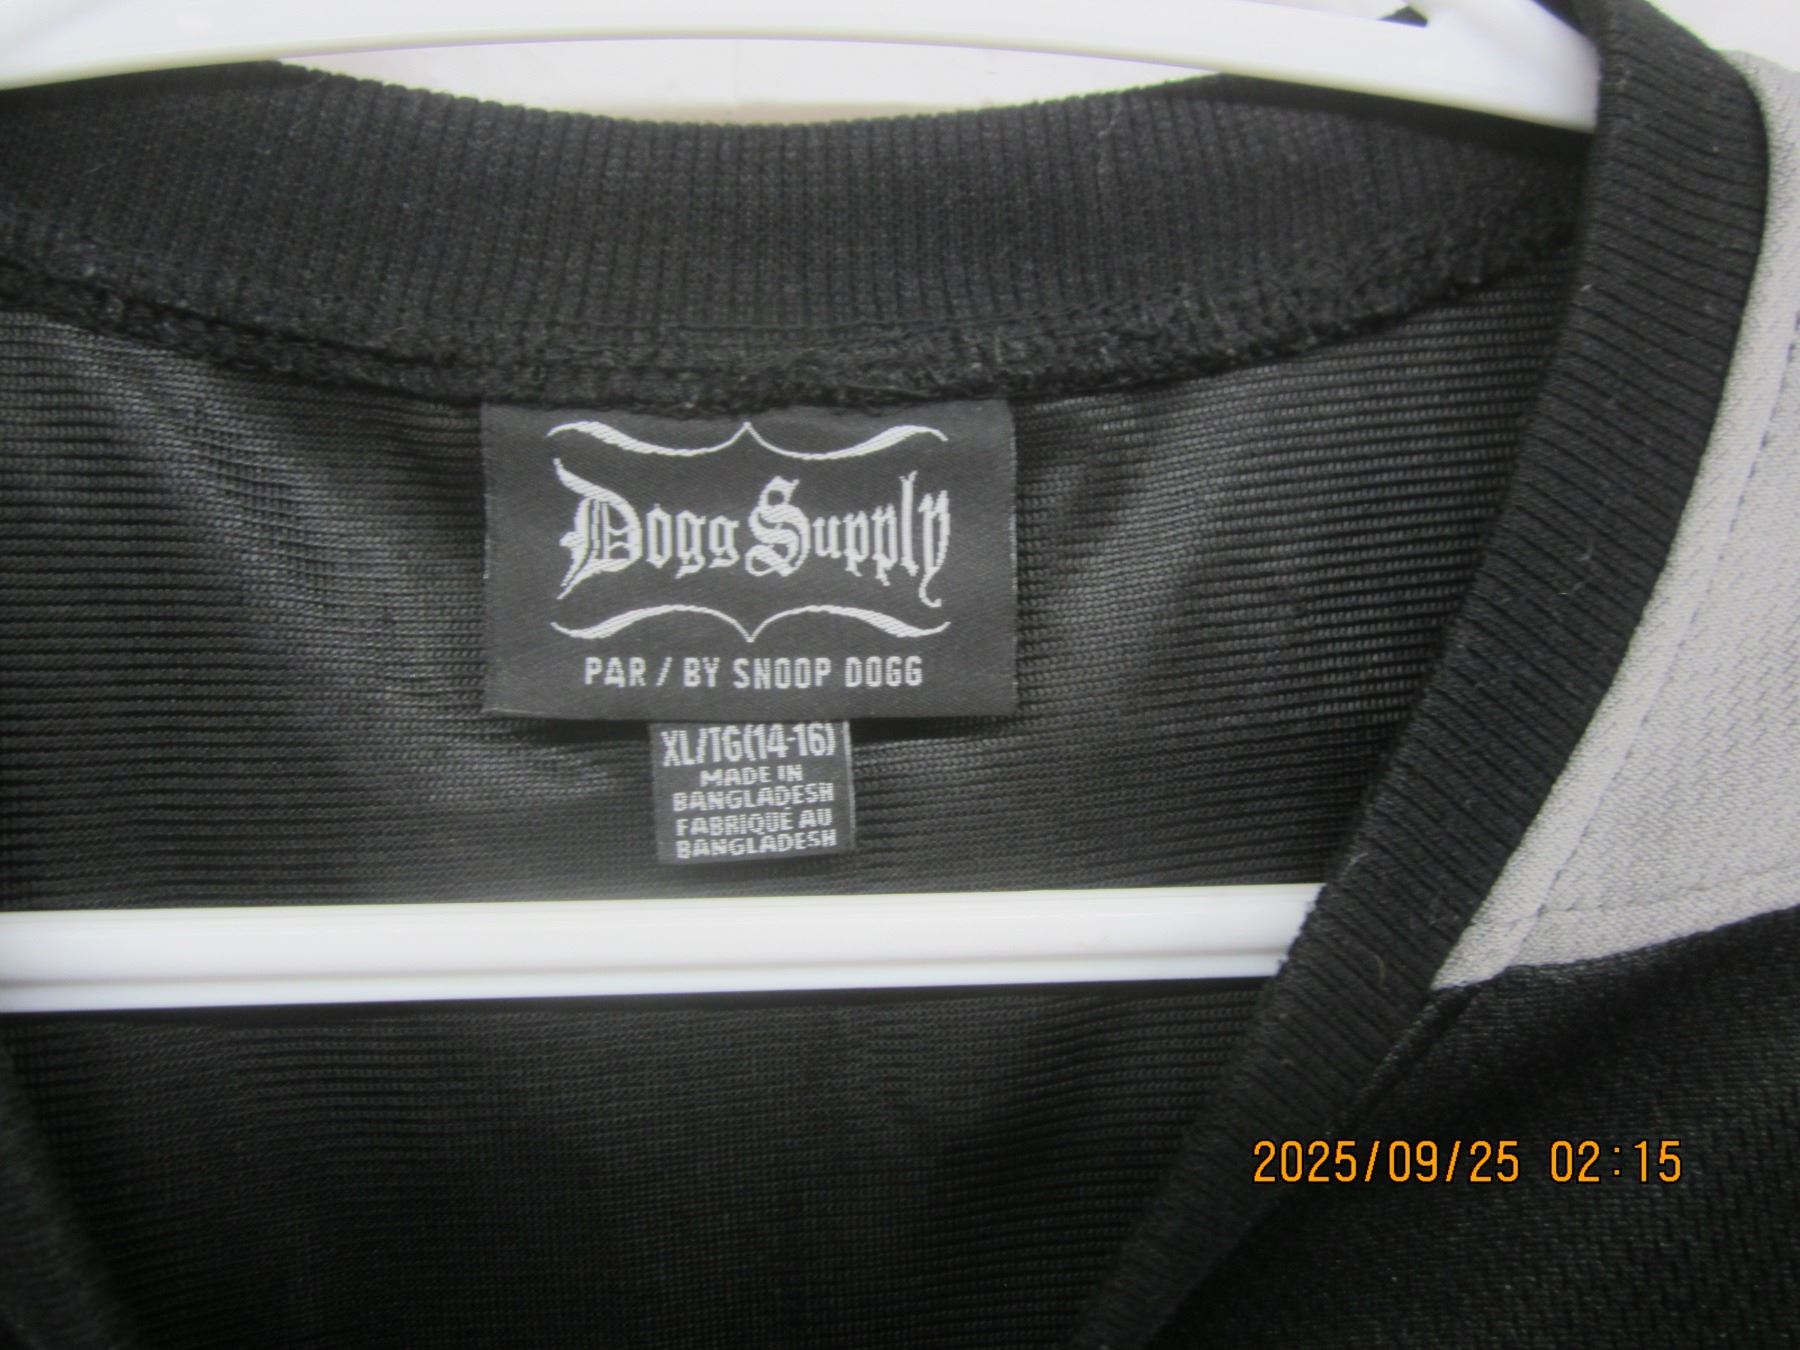 Dogg Supply
PAR / BY SNOOP DOGG
XL/TG(14-16)
MADE IN
BANGLADESH
FABRIQUÉ AU
BANGLADESH
2025/09/25 02:15